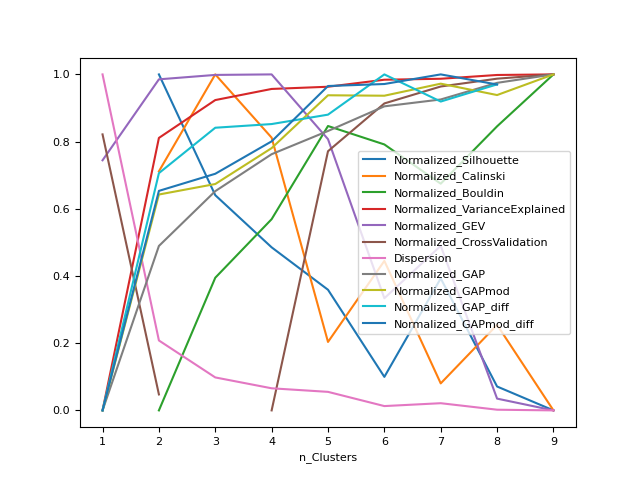 1.0
0.8
0.6
0.4
0.2
0.0
Normalized_Silhouette
Normlized_Calinski
Normalized_Bouldin
Normalized_VarianceExplained
Normalized_GEV
Normalized_CrossValidation
Dispersion
Normalized_GAP
Normalized_GAPmod
Normalized_GAP_diff
Normalized_GAPmod_diff
1 2 3 4 5 6 7 8 9
n_Clusters